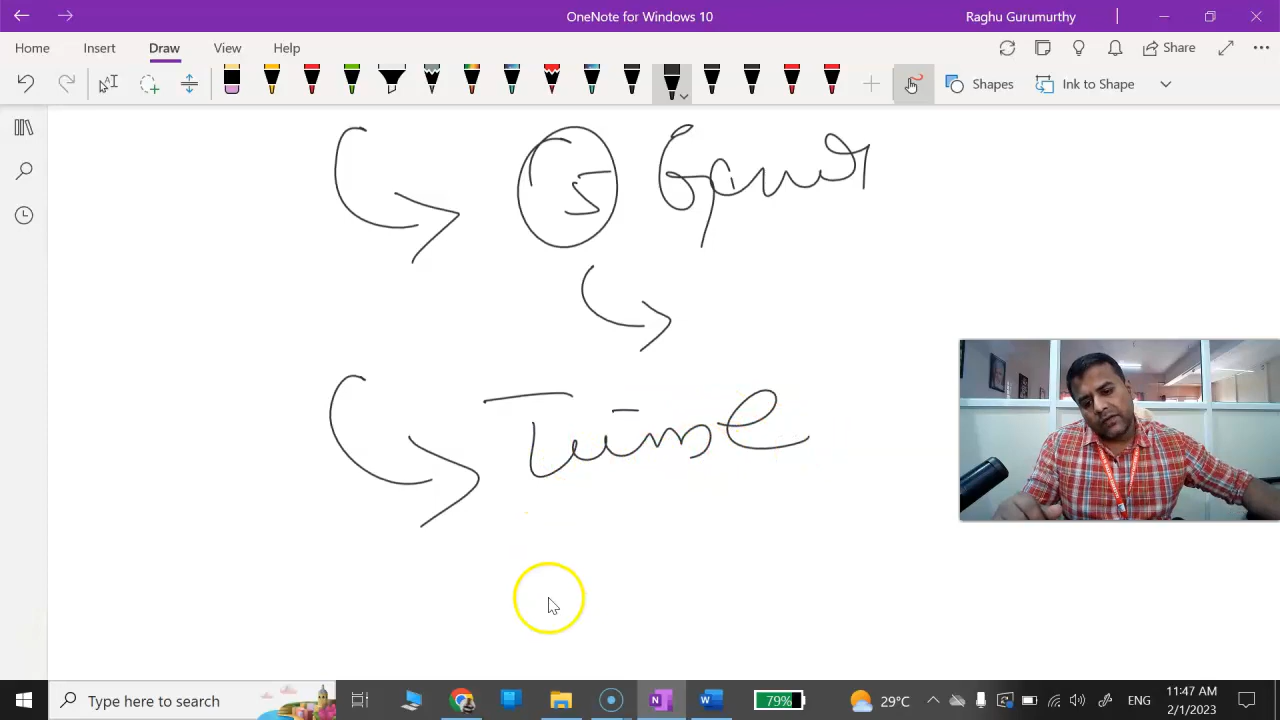 OneNote for Windows 10
Raghu Gurumurthy
Home Insert Draw View Help
Share
Shapes
Ink to Shape
5
Time
Type here to search
79%
29°C
ENG
11:47 AM
2/1/2023